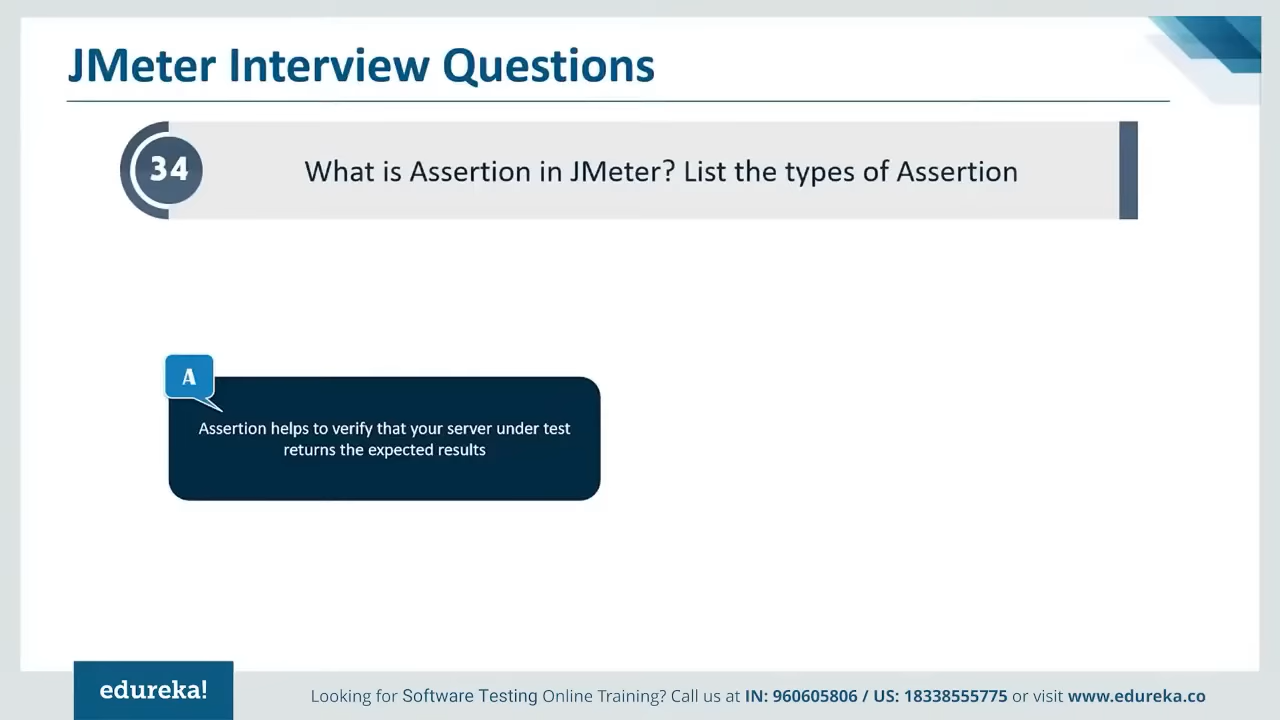 JMeter Interview Questions
34
What is Assertion in JMeter? List the types of Assertion
A
Assertion helps to verify that your server under test
returns the expected results
edureka!
Looking for Software Testing Online Training? Call us at IN: 960605806 / US: 18338555775 or visit www.edureka.co